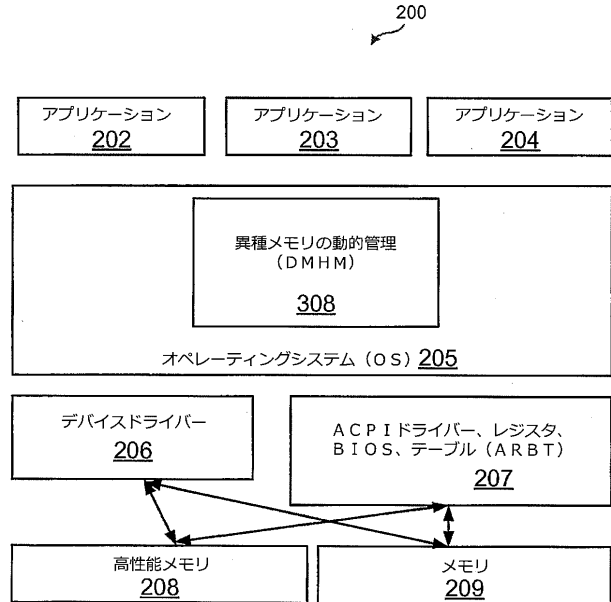 200
アプリケーション
202
アプリケーション
203
アプリケーション
204
異種メモリの動的管理
（ＤＭＨＭ）
308
オペレーティングシステム（ＯＳ）205
デバイスドライバー
206
ＡＣＰＩドライバー、レジスタ、
ＢＩＯＳ、テーブル（ＡＲＢＴ）
207
高性能メモリ
208
メモリ
209